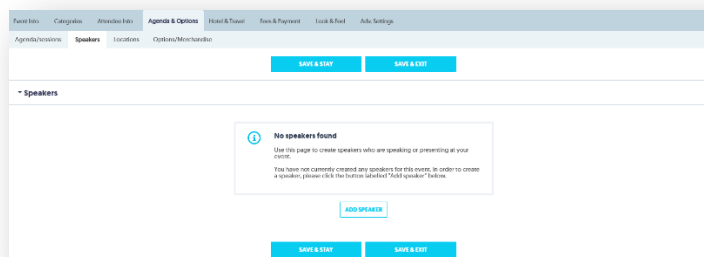 Event Info Categories Attendee Info Agenda & Options Hotel & Travel Fees & Payment Look & Feel Adv. Settings
Agenda/sessions Speakers Locations Options/Merchandise
SAVE & STAY SAVE & EXIT
Speakers
No speakers found
Use this page to create speakers who are speaking or presenting at your
event.
You have not currently created any speakers for this event. In order to create
a speaker, please click the button labelled "Add speaker" below.
ADD SPEAKER
SAVE & STAY SAVE & EXIT